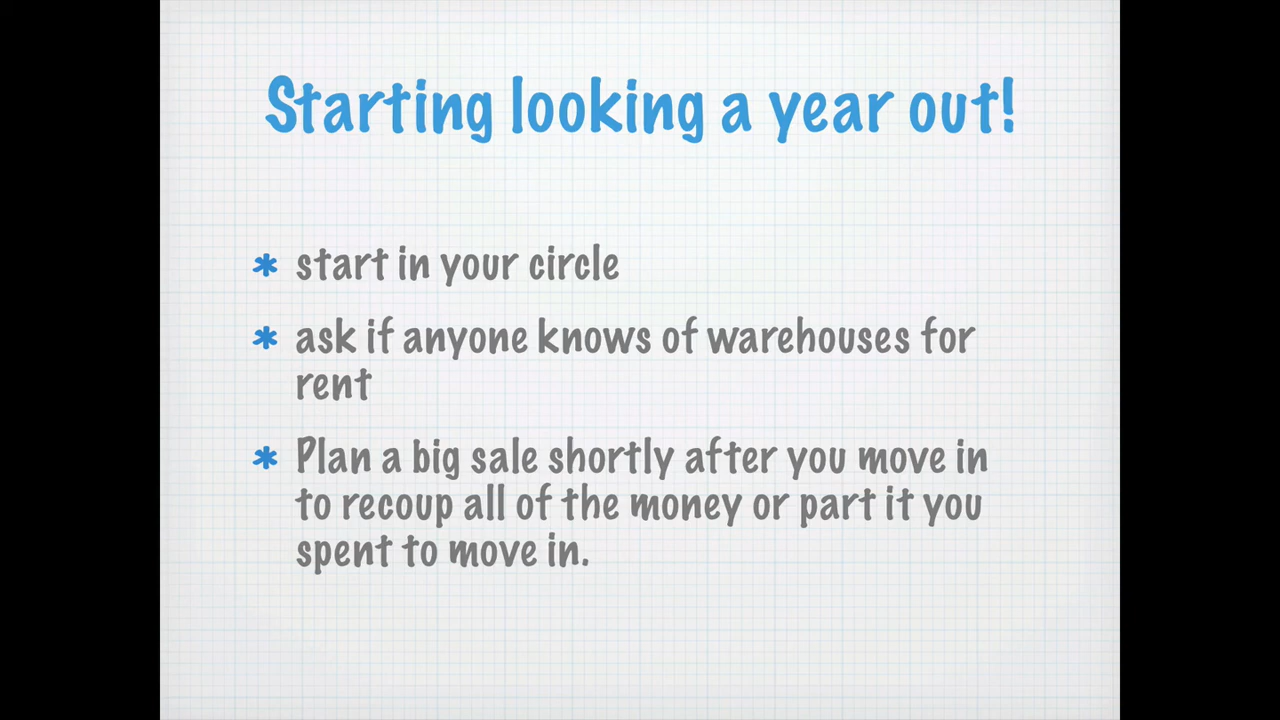 Starting looking a year out!
* start in your circle
* ask if anyone knows of warehouses for
rent
* Plan a big sale shortly after you move in
to recoup all of the money or part it you
spent to move in.